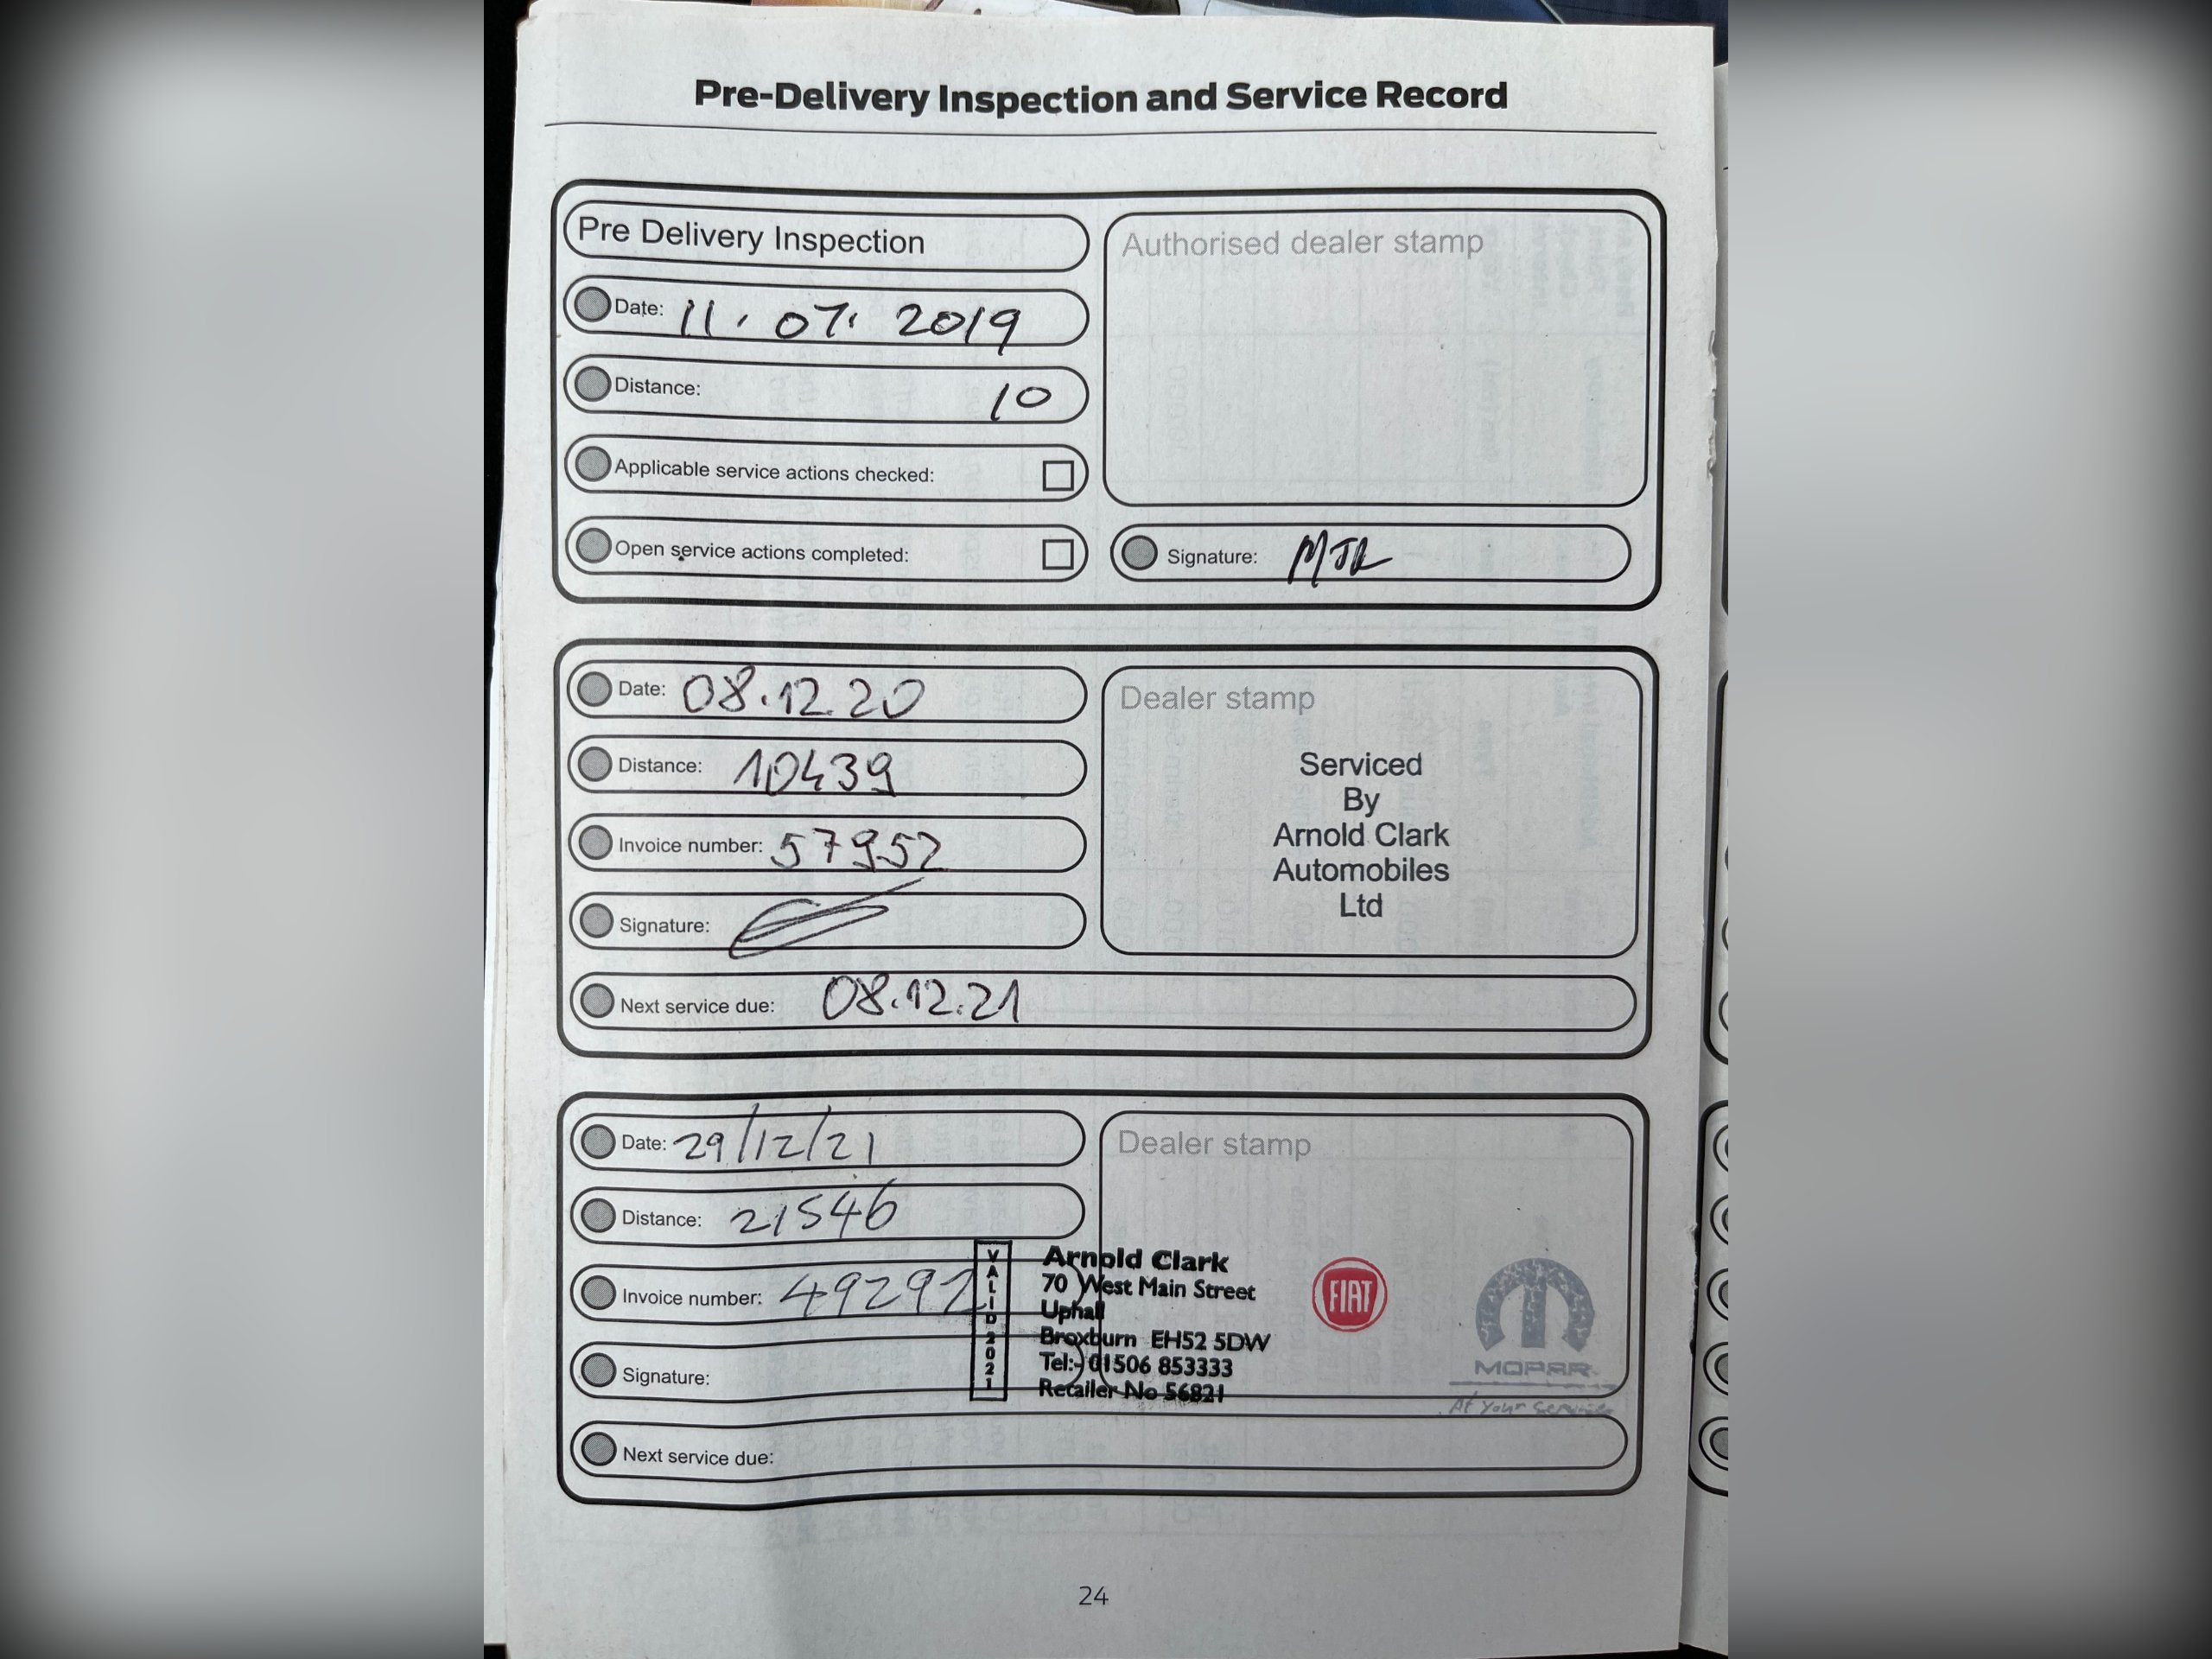 Pre-Delivery Inspection and Service Record
Pre Delivery Inspection
Authorised dealer stamp
Date: 11.07.2019
Distance: 10
Applicable service actions checked:
Open service actions completed:
Signature: MJR
Date: 08.12.20
Distance: 10439
Invoice number: 57952
Signature:
Next service due: 08.12.21
Dealer stamp
Serviced
By
Arnold Clark
Automobiles
Ltd
Date: 29/12/21
Distance: 21546
Invoice number: 49292
Signature:
Next service due:
Dealer stamp
VALID 2021
Arnold Clark
70 West Main Street
Uphall
Broxburn EH52 5DW
Tel:- 01506 853333
Retailer No 56821
FIAT
MOPAR
At Your Service
24